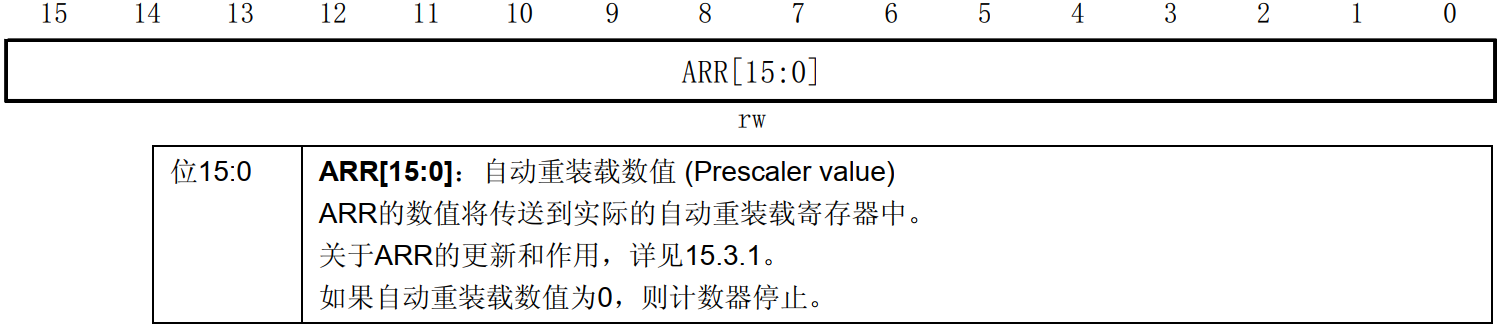 15 14 13 12 11 10 9 8 7 6 5 4 3 2 1 0
ARR[15:0]
rw
位15:0 ARR[15:0]：自动重装载数值 (Prescaler value)
ARR的数值将传送到实际的自动重装载寄存器中。
关于ARR的更新和作用，详见15.3.1。
如果自动重装载数值为0，则计数器停止。